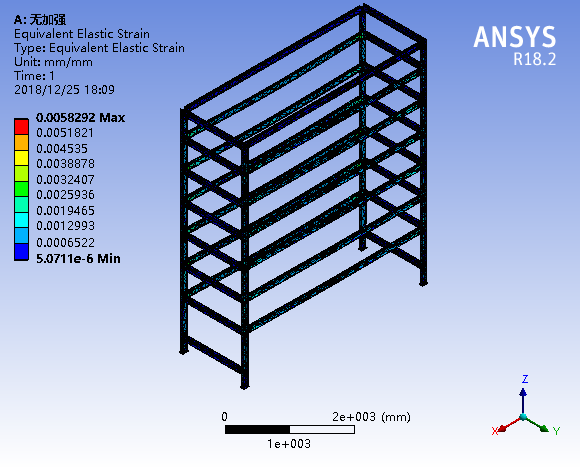 A: 无加强
Equivalent Elastic Strain
Type: Equivalent Elastic Strain
Unit: mm/mm
Time: 1
2018/12/25 18:09
ANSYS
R18.2
0.0058292 Max
0.0051821
0.004535
0.0038878
0.0032407
0.0025936
0.0019465
0.0012993
0.0006522
5.0711e-6 Min
0
2e+003 (mm)
1e+003
Z
X
Y